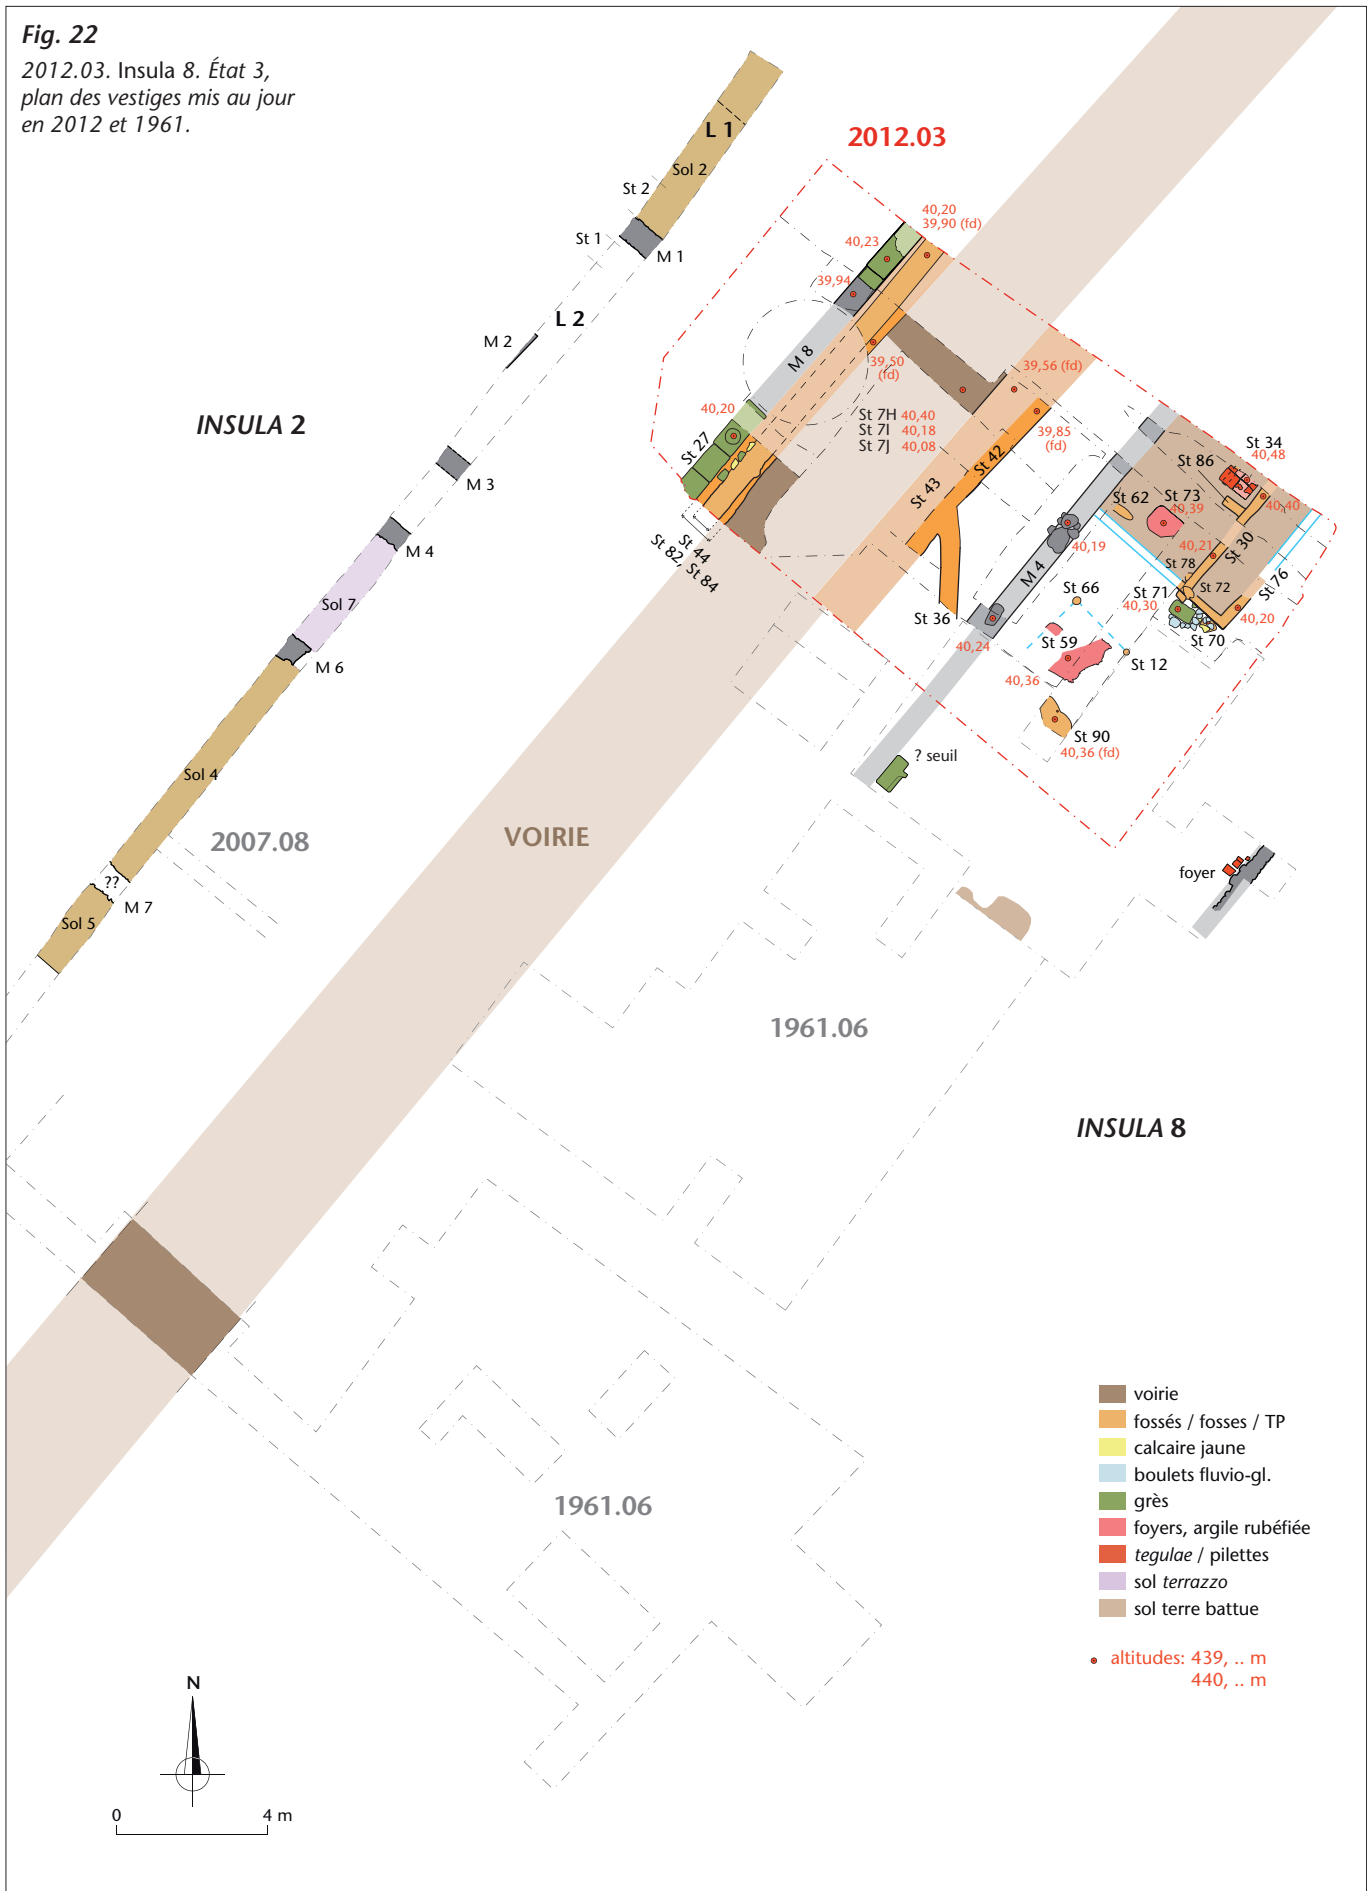 Fig. 22
2012.03. Insula 8. État 3,
plan des vestiges mis au jour
en 2012 et 1961.
L 1
Sol 2
St 2
St 1
M 1
L 2
M 2
INSULA 2
M 3
M 4
Sol 7
M 6
Sol 4
2007.08
??
M 7
Sol 5
2012.03
40,20
39,90 (fd)
40,23
39,94
M 8
39,50
(fd)
39,56 (fd)
40,20
St 27
St 7H 40,40
St 7I 40,18
St 7J 40,08
39,85
(fd)
St 42
St 43
St 44
St 82, St 84
St 36
St 34
40,48
St 86
St 62
St 73
40,39
40,40
40,19
40,21
St 30
M 4
St 78
St 76
St 66
St 71
St 72
40,30
40,20
St 70
40,24
St 59
St 12
40,36
St 90
40,36 (fd)
? seuil
VOIRIE
foyer
1961.06
INSULA 8
1961.06
voirie
fossés / fosses / TP
calcaire jaune
boulets fluvio-gl.
grès
foyers, argile rubéfiée
tegulae / pilettes
sol terrazzo
sol terre battue
altitudes: 439, .. m
440, .. m
N
0 4 m